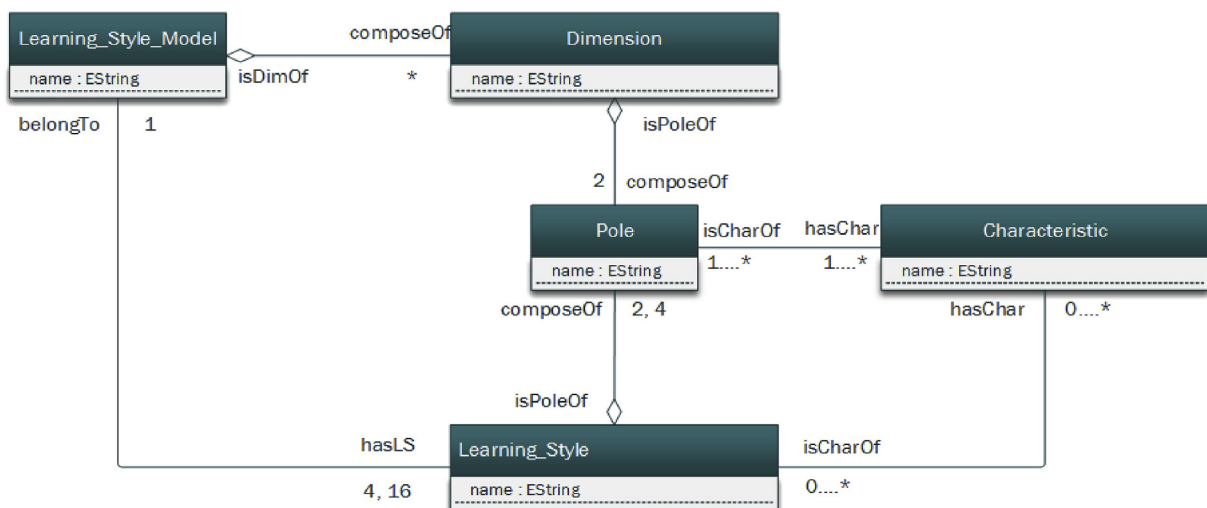 Learning_Style_Model
composeOf
Dimension
name : EString
isDimOf
*
name : EString
belongTo
1
isPoleOf
2
composeOf
Pole
isCharOf
hasChar
Characteristic
name : EString
1....*
1....*
name : EString
composeOf
2, 4
hasChar
0....*
isPoleOf
hasLS
Learning_Style
isCharOf
4, 16
name : EString
0....*